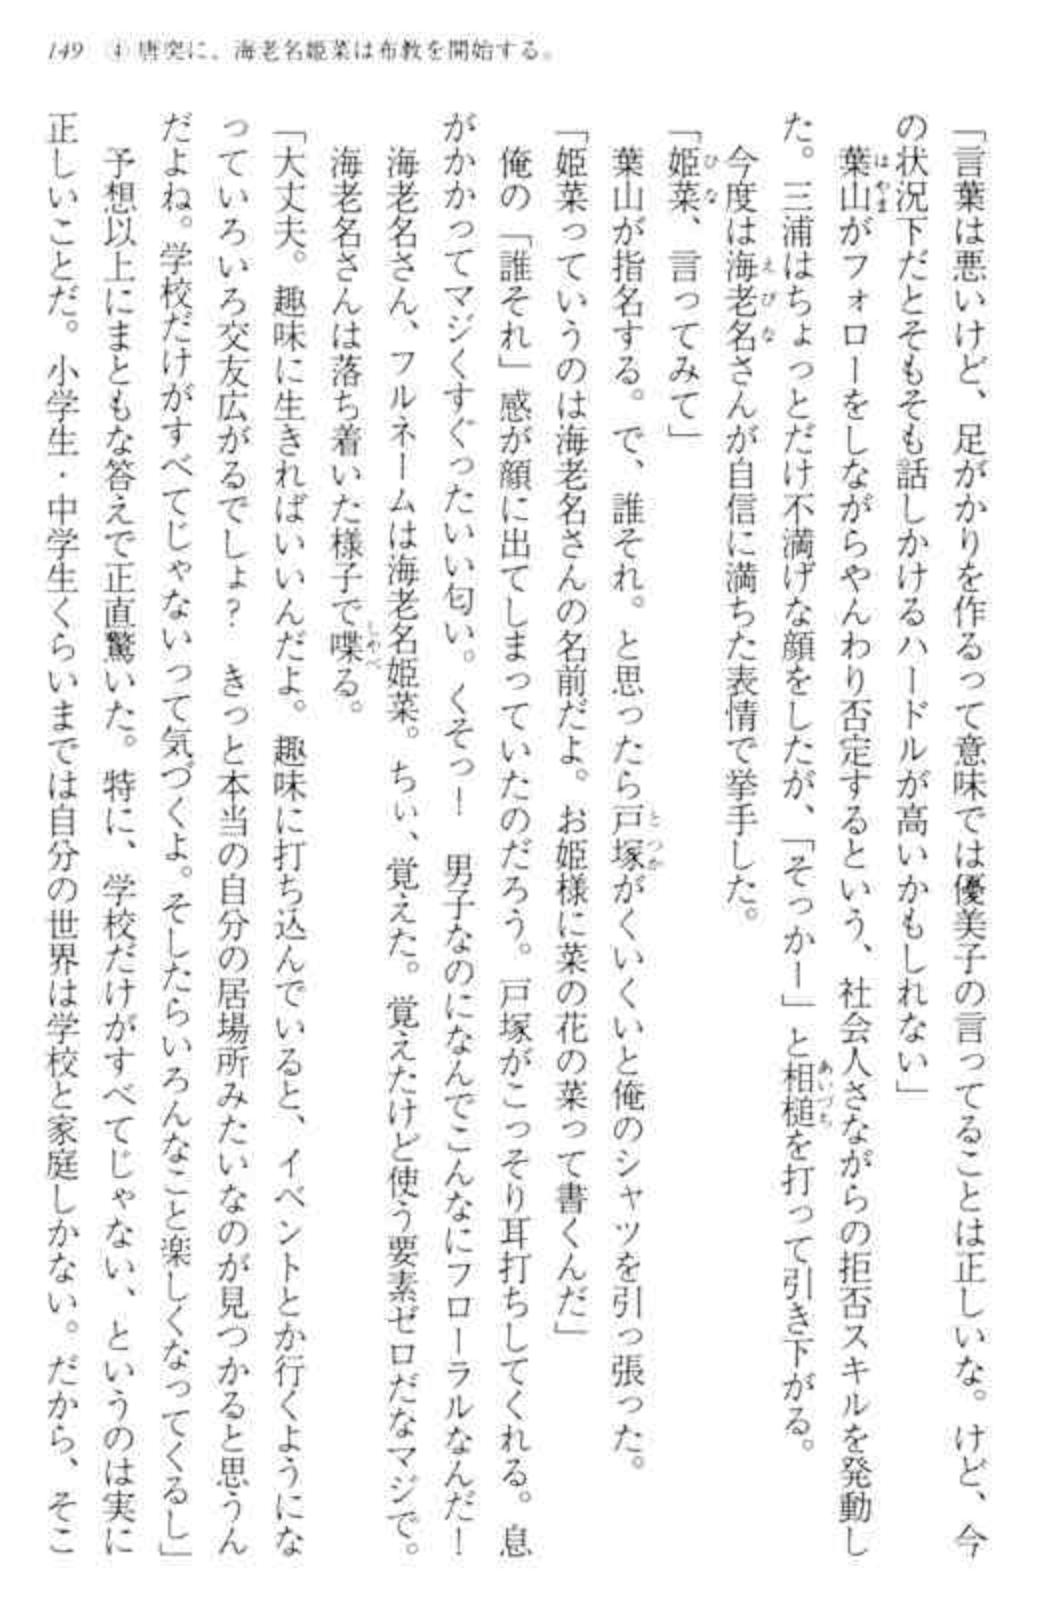 149　④ 唐突に、海老名姫菜は布教を開始する。
「言葉は悪いけど、足がかりを作るって意味では優美子の言ってることは正しいな。けど、今
の状況下だとそもそも話しかけるハードルが高いかもしれない」
　葉山がフォローをしながらやんわり否定するという、社会人さながらの拒否スキルを発動し
た。三浦はちょっとだけ不満げな顔をしたが、「そっかー」と相槌を打って引き下がる。
　今度は海老名さんが自信に満ちた表情で挙手した。
「姫菜、言ってみて」
　葉山が指名する。で、誰それ。と思ったら戸塚がくいくいと俺のシャツを引っ張った。
「姫菜っていうのは海老名さんの名前だよ。お姫様に菜の花の菜って書くんだ」
　俺の「誰それ」感が顔に出てしまっていたのだろう。戸塚がこっそり耳打ちしてくれる。息
がかかってマジくすぐったいいい匂い。くそっ！　男子なのになんでこんなにフローラルなんだ！
　海老名さん、フルネームは海老名姫菜。ちぃ、覚えた。覚えたけど使う要素ゼロだなマジで。
　海老名さんは落ち着いた様子で喋る。
「大丈夫。趣味に生きればいいんだよ。趣味に打ち込んでいると、イベントとか行くようにな
っていろいろ交友広がるでしょ？　きっと本当の自分の居場所みたいなのが見つかると思うん
だよね。学校だけがすべてじゃないって気づくよ。そしたらいろんなこと楽しくなってくるし」
　予想以上にまともな答えで正直驚いた。特に、学校だけがすべてじゃない、というのは実に
正しいことだ。小学生・中学生くらいまでは自分の世界は学校と家庭しかない。だから、そこ